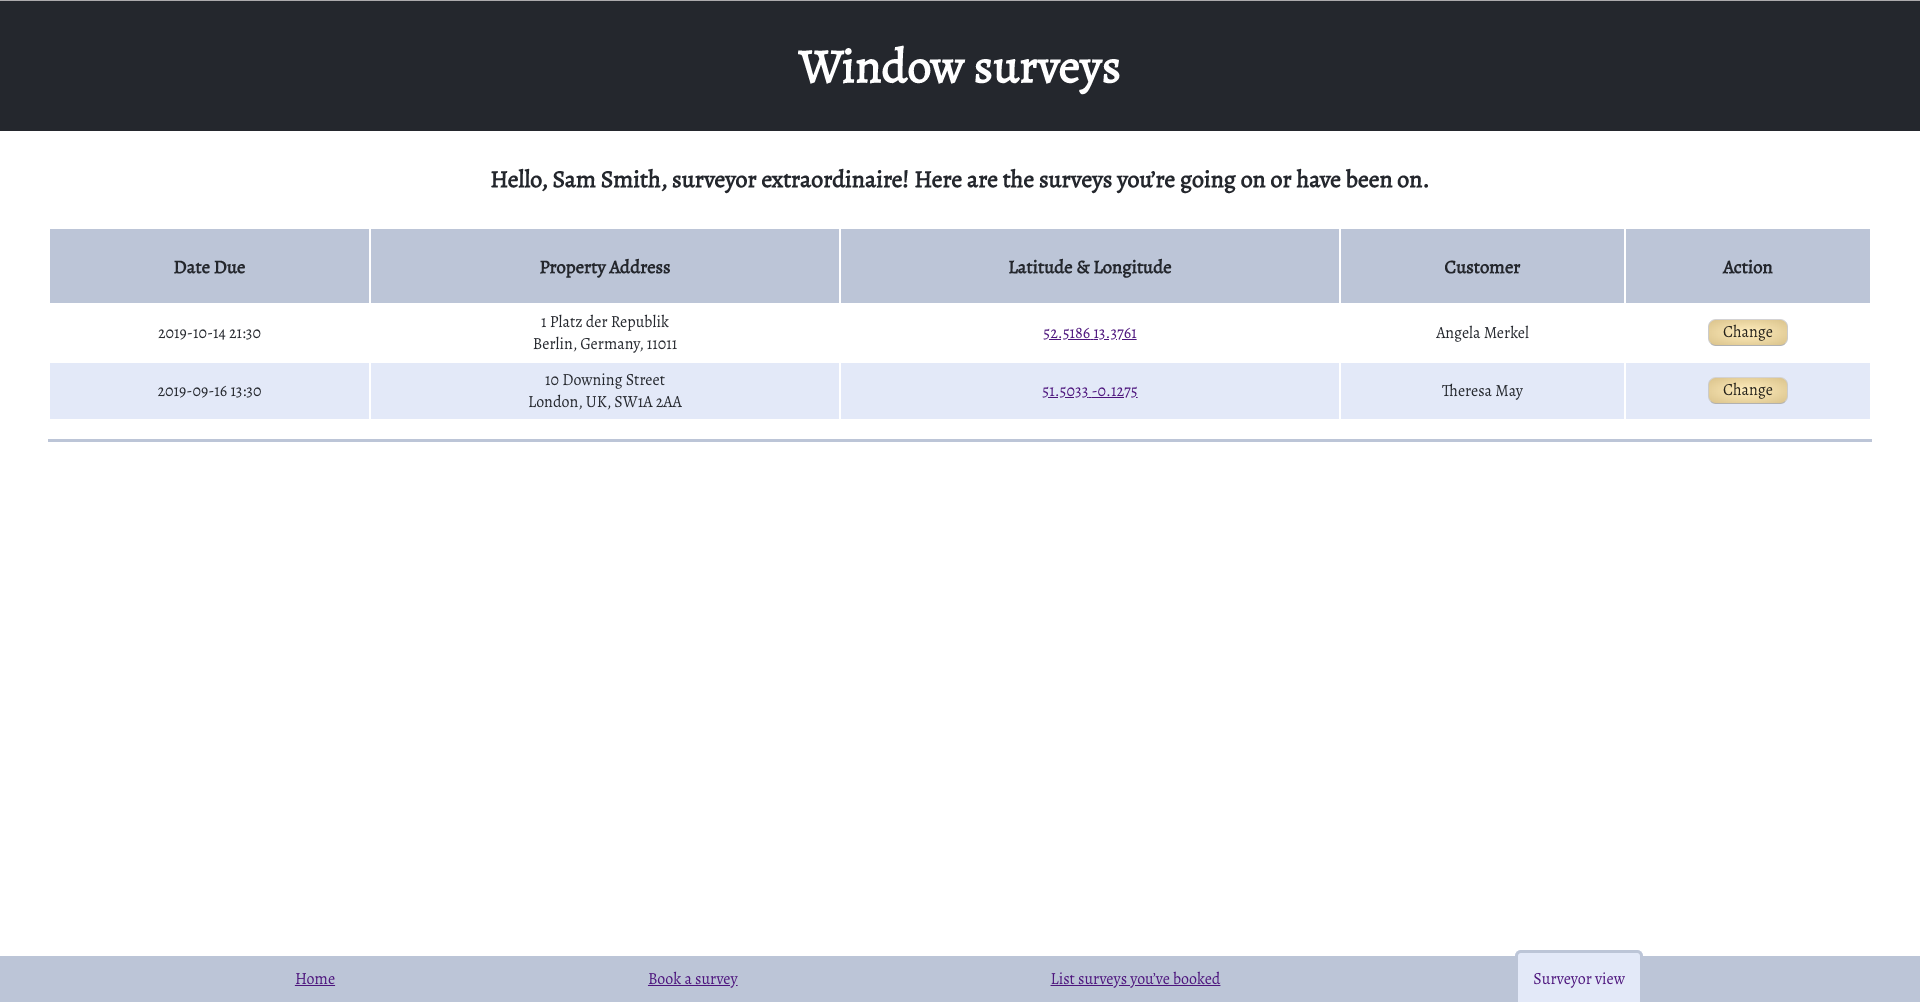 Window surveys
Hello, Sam Smith, surveyor extraordinaire! Here are the surveys you’re going on or have been on.
Date Due Property Address Latitude & Longitude Customer Action
2019-10-14 21:30 1 Platz der Republik
Berlin, Germany, 11011 52.5186 13.3761 Angela Merkel Change
2019-09-16 13:30 10 Downing Street
London, UK, SW1A 2AA 51.5033 -0.1275 Theresa May Change
Home Book a survey List surveys you’ve booked Surveyor view